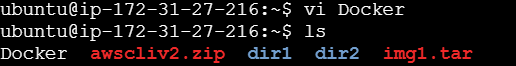 ubuntu@ip-172-31-27-216:~$ vi Docker
ubuntu@ip-172-31-27-216:~$ ls
Docker awscliv2.zip dir1 dir2 img1.tar